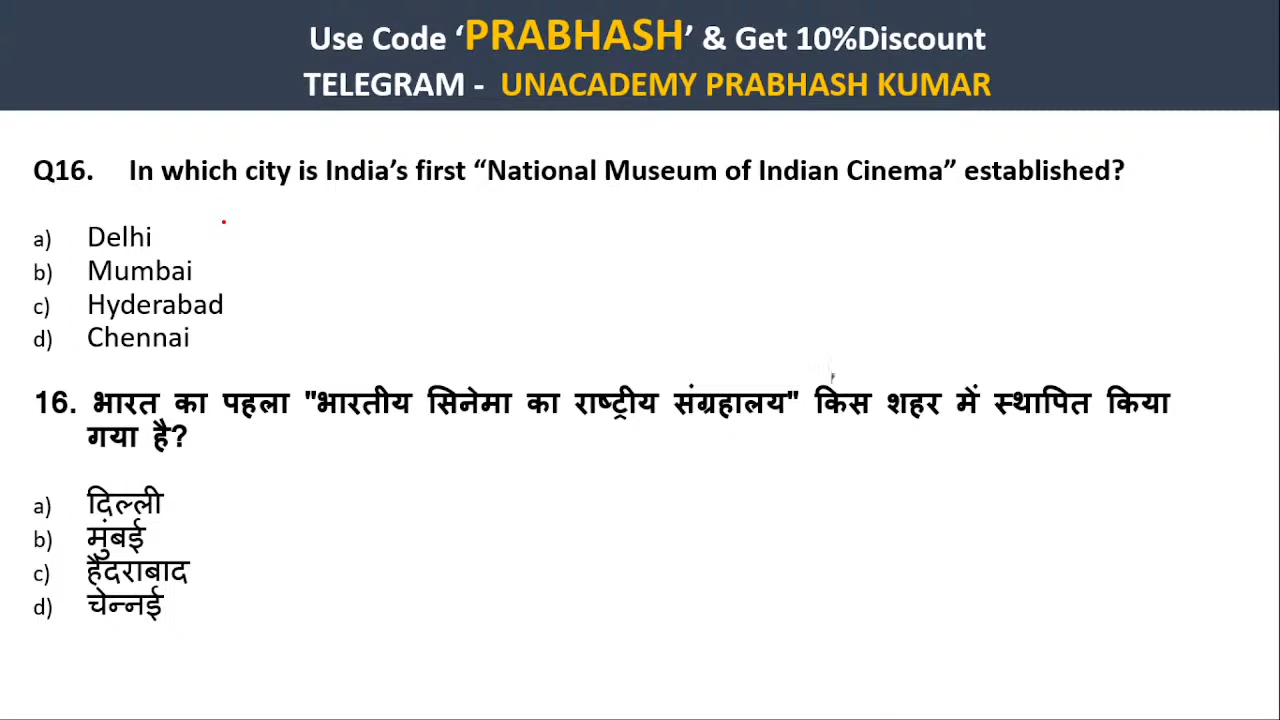 Use Code ‘PRABHASH’ & Get 10%Discount
TELEGRAM - UNACADEMY PRABHASH KUMAR
Q16. In which city is India’s first “National Museum of Indian Cinema” established?
a) Delhi
b) Mumbai
c) Hyderabad
d) Chennai
16. भारत का पहला "भारतीय सिनेमा का राष्ट्रीय संग्रहालय" किस शहर में स्थापित किया
गया है?
a) दिल्ली
b) मुंबई
c) हैदराबाद
d) चेन्नई